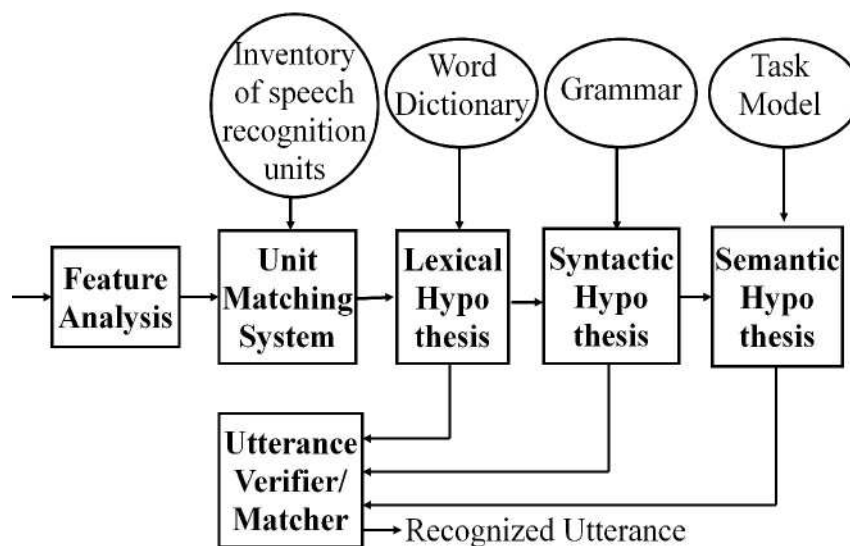 Inventory
of speech
recognition
units
Word
Dictionary
Grammar
Task
Model
Feature
Analysis
Unit
Matching
System
Lexical
Hypo
thesis
Syntactic
Hypo
thesis
Semantic
Hypo
thesis
Utterance
Verifier/
Matcher
Recognized Utterance